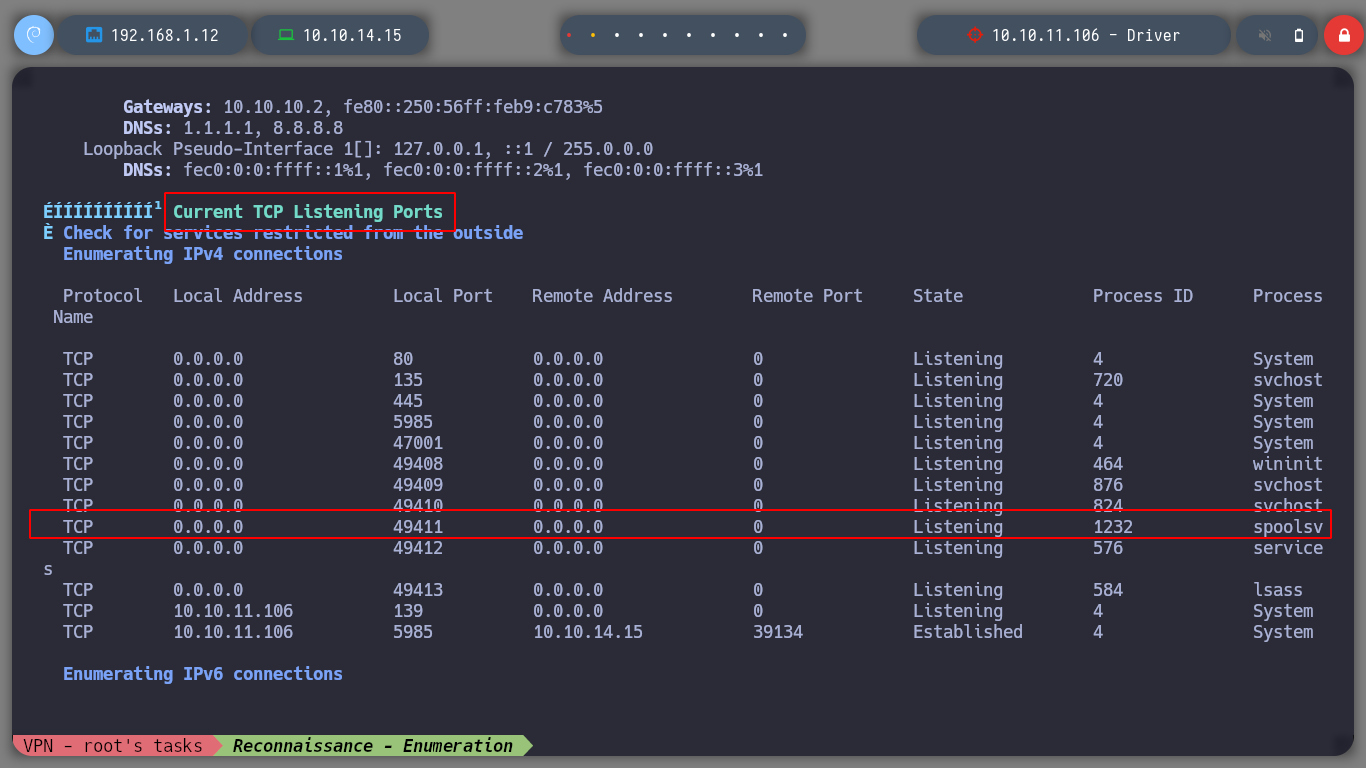 192.168.1.12 10.10.14.15 10.10.11.106 - Driver
Gateways: 10.10.10.2, fe80::250:56ff:feb9:c783%5
DNSs: 1.1.1.1, 8.8.8.8
Loopback Pseudo-Interface 1[]: 127.0.0.1, ::1 / 255.0.0.0
DNSs: fec0:0:0:ffff::1%1, fec0:0:0:ffff::2%1, fec0:0:0:ffff::3%1
ÉÍÍÍÍÍÍÍÍÍÍ¹ Current TCP Listening Ports
È Check for services restricted from the outside
Enumerating IPv4 connections
Protocol Local Address Local Port Remote Address Remote Port State Process ID Process
Name
TCP 0.0.0.0 80 0.0.0.0 0 Listening 4 System
TCP 0.0.0.0 135 0.0.0.0 0 Listening 720 svchost
TCP 0.0.0.0 445 0.0.0.0 0 Listening 4 System
TCP 0.0.0.0 5985 0.0.0.0 0 Listening 4 System
TCP 0.0.0.0 47001 0.0.0.0 0 Listening 4 System
TCP 0.0.0.0 49408 0.0.0.0 0 Listening 464 wininit
TCP 0.0.0.0 49409 0.0.0.0 0 Listening 876 svchost
TCP 0.0.0.0 49410 0.0.0.0 0 Listening 824 svchost
TCP 0.0.0.0 49411 0.0.0.0 0 Listening 1232 spoolsv
TCP 0.0.0.0 49412 0.0.0.0 0 Listening 576 service
s
TCP 0.0.0.0 49413 0.0.0.0 0 Listening 584 lsass
TCP 10.10.11.106 139 0.0.0.0 0 Listening 4 System
TCP 10.10.11.106 5985 10.10.14.15 39134 Established 4 System
Enumerating IPv6 connections
VPN - root's tasks Reconnaissance - Enumeration